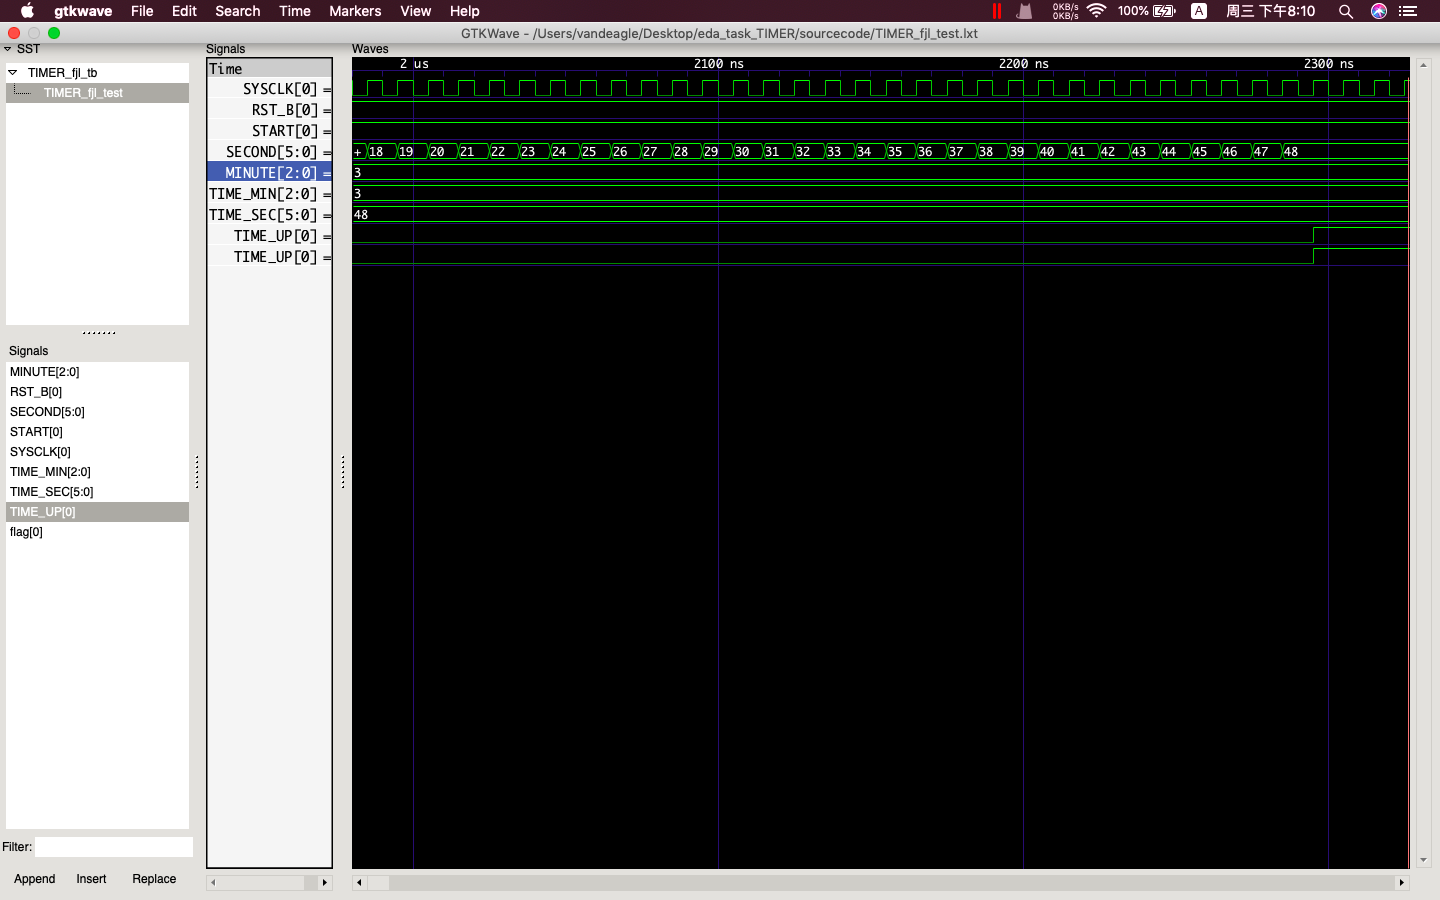 gtkwave File Edit Search Time Markers View Help 0KB/s 0KB/s 100% A 周三 下午8:10
GTKWave - /Users/vandeagle/Desktop/eda_task_TIMER/sourcecode/TIMER_fjl_test.lxt
SST
TIMER_fjl_tb
TIMER_fjl_test
Signals
MINUTE[2:0]
RST_B[0]
SECOND[5:0]
START[0]
SYSCLK[0]
TIME_MIN[2:0]
TIME_SEC[5:0]
TIME_UP[0]
flag[0]
Filter:
Append Insert Replace
Signals
Time
SYSCLK[0] =
RST_B[0] =
START[0] =
SECOND[5:0] =
MINUTE[2:0] =
TIME_MIN[2:0] =
TIME_SEC[5:0] =
TIME_UP[0] =
TIME_UP[0] =
Waves
2 us 2100 ns 2200 ns 2300 ns
+ 18 19 20 21 22 23 24 25 26 27 28 29 30 31 32 33 34 35 36 37 38 39 40 41 42 43 44 45 46 47 48
3
3
48